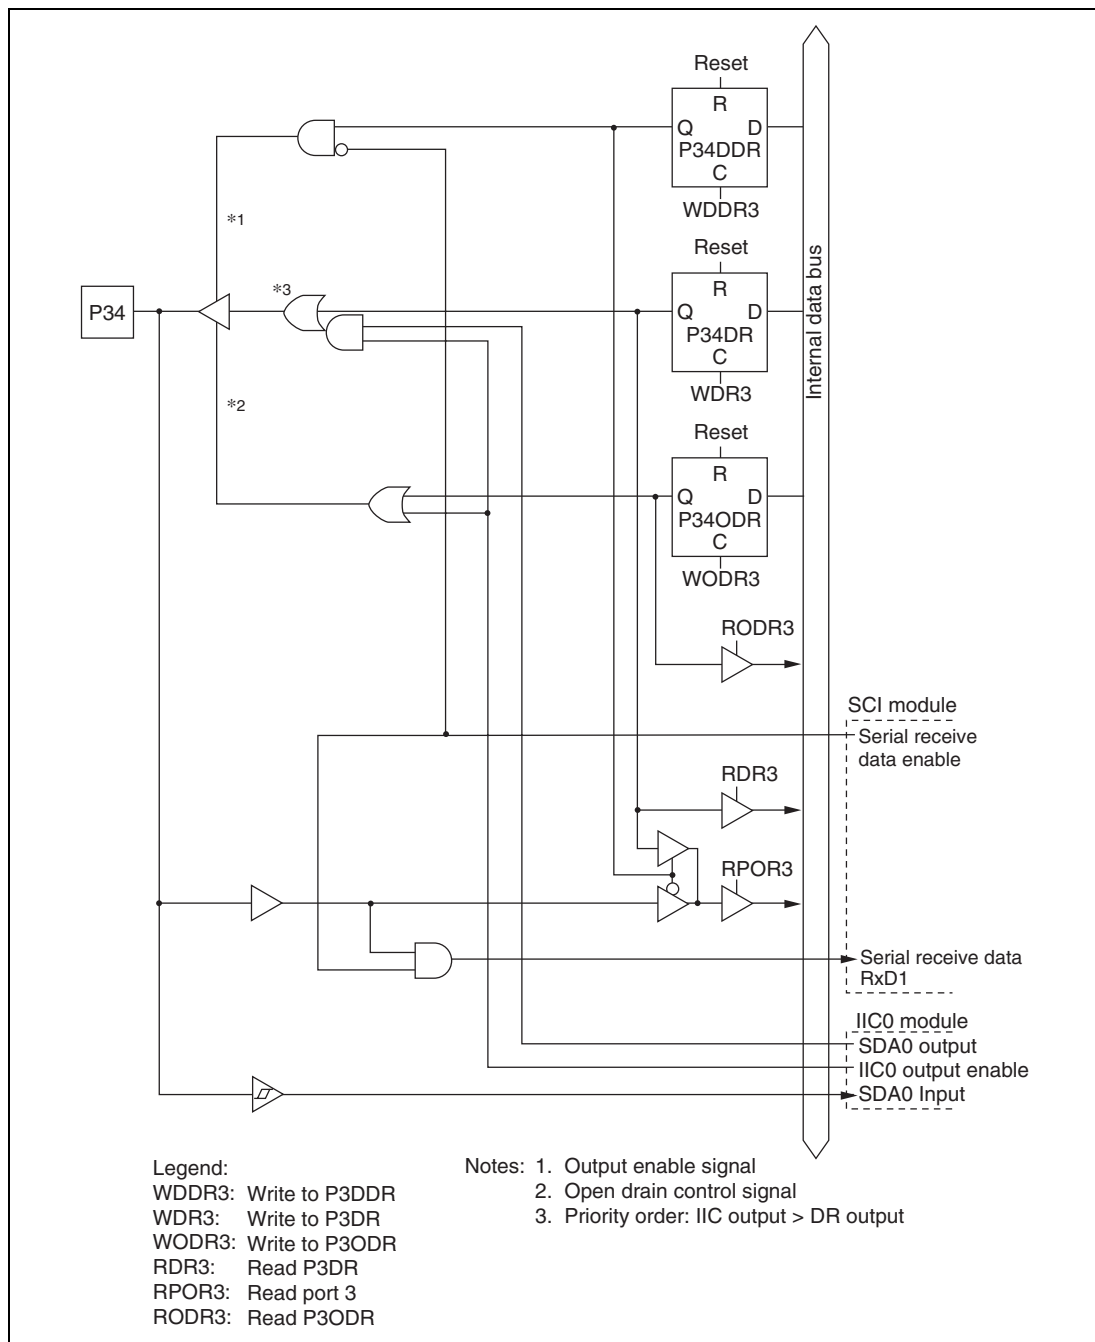 Reset
R
Q D
P34DDR
C
WDDR3
*1
Reset
R
P34
*3
Q D
P34DR
C
WDR3
Internal data bus
*2
Reset
R
Q D
P34ODR
C
WODR3
RODR3
SCI module
Serial receive
data enable
RDR3
RPOR3
Serial receive data
RxD1
IIC0 module
SDA0 output
IIC0 output enable
SDA0 Input
Legend:
WDDR3: Write to P3DDR
WDR3: Write to P3DR
WODR3: Write to P3ODR
RDR3: Read P3DR
RPOR3: Read port 3
RODR3: Read P3ODR
Notes: 1. Output enable signal
2. Open drain control signal
3. Priority order: IIC output > DR output